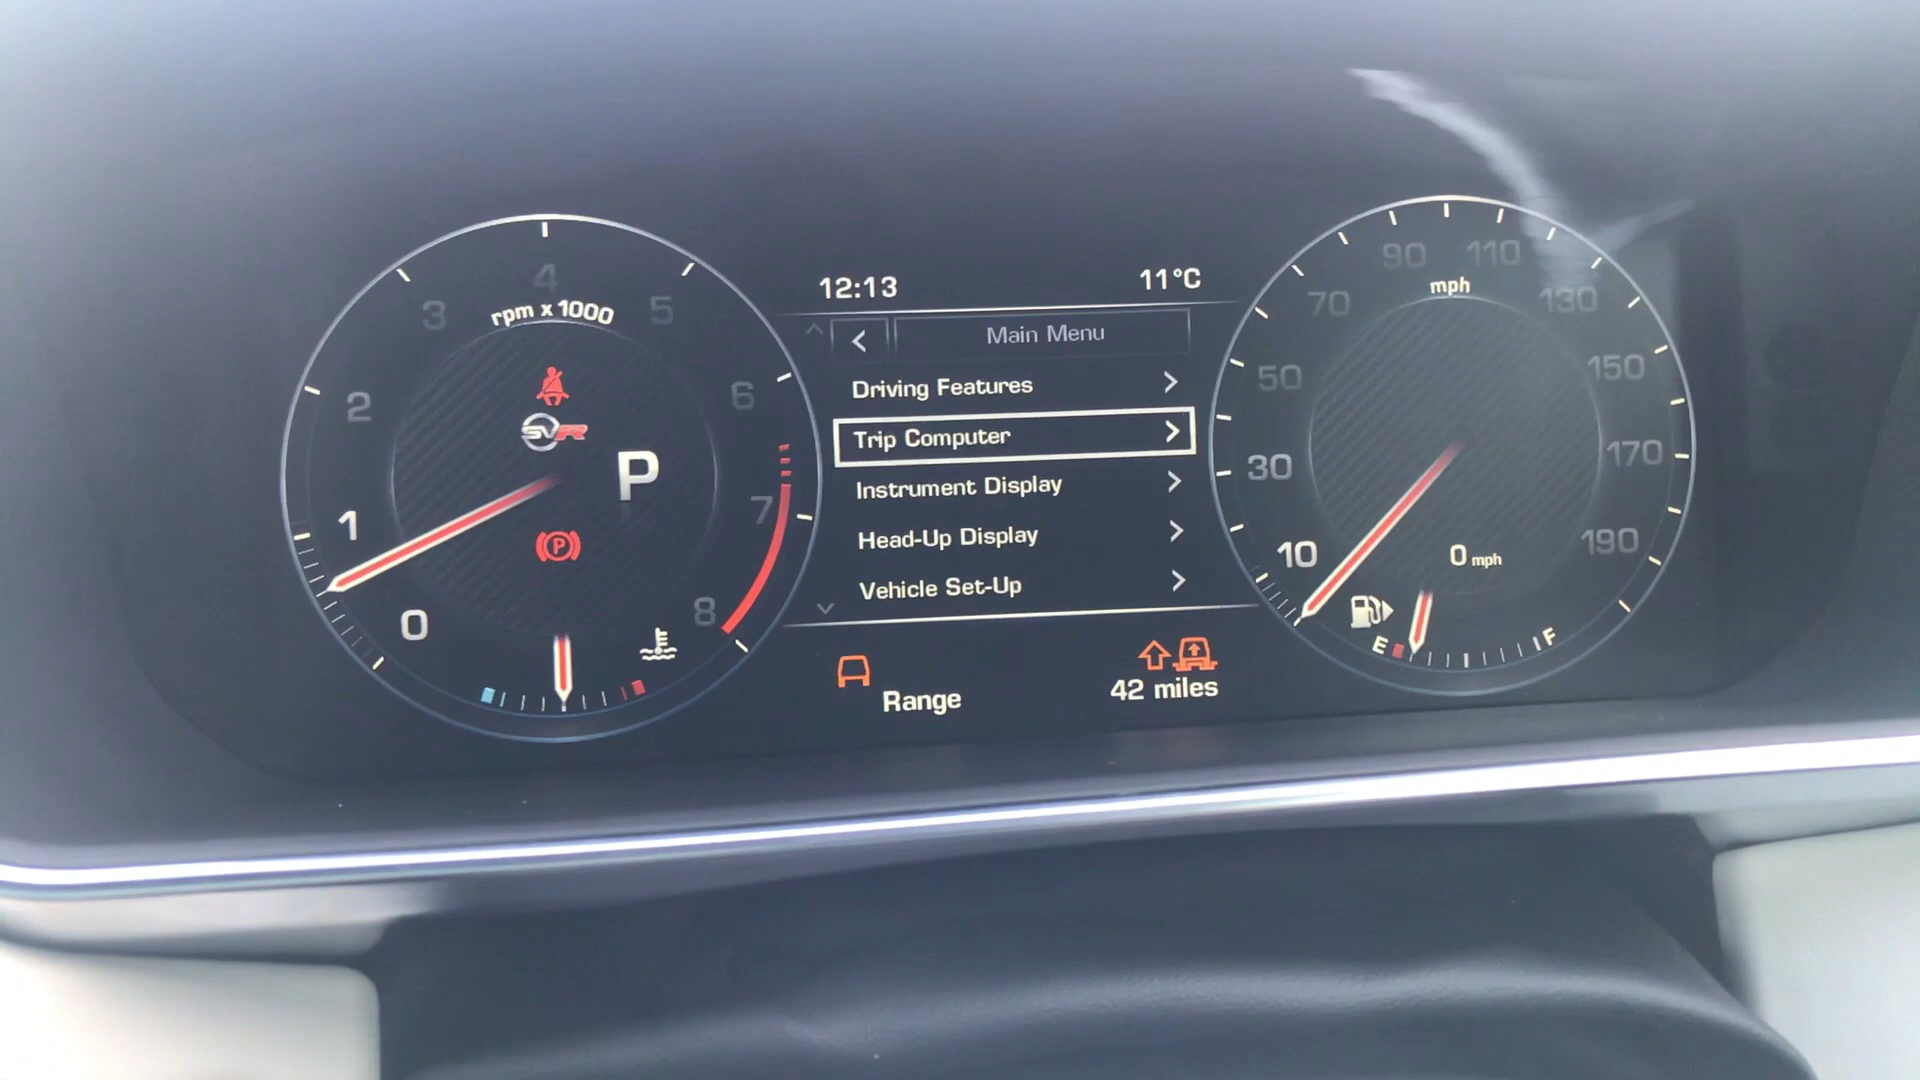 12:13
11°C
Main Menu
Driving Features
Trip Computer
Instrument Display
Head-Up Display
Vehicle Set-Up
Range
42 miles
rpm x 1000
0
1
2
3
4
5
6
7
8
SVR
P
P
mph
10
30
50
70
90
110
130
150
170
190
0 mph
E
F